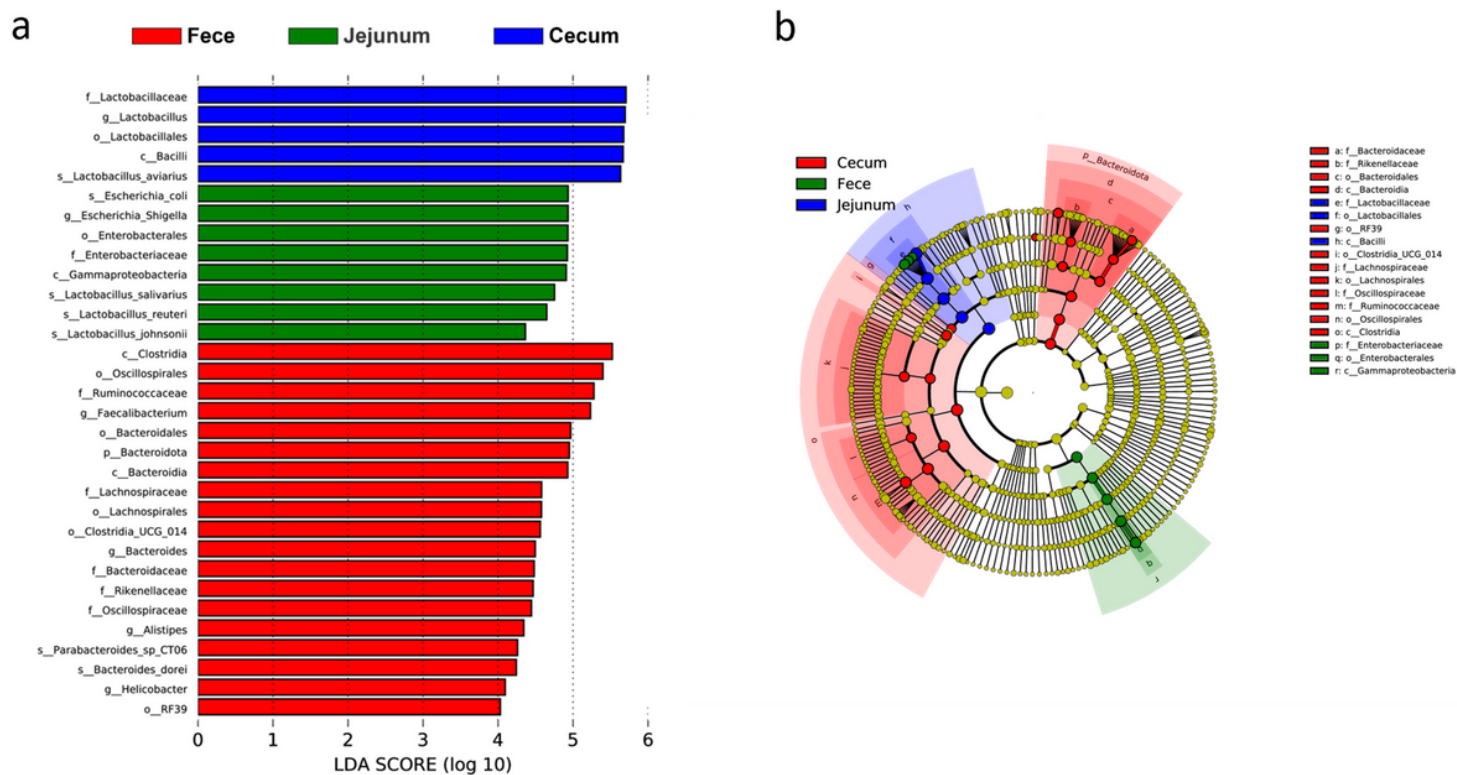 a
Fece Jejunum Cecum
f__Lactobacillaceae
g__Lactobacillus
o__Lactobacillales
c__Bacilli
s__Lactobacillus_aviarius
s__Escherichia_coli
g__Escherichia_Shigella
o__Enterobacterales
f__Enterobacteriaceae
c__Gammaproteobacteria
s__Lactobacillus_salivarius
s__Lactobacillus_reuteri
s__Lactobacillus_johnsonii
c__Clostridia
o__Oscillospirales
f__Ruminococcaceae
g__Faecalibacterium
o__Bacteroidales
p__Bacteroidota
c__Bacteroidia
f__Lachnospiraceae
o__Lachnospirales
o__Clostridia_UCG_014
g__Bacteroides
f__Bacteroidaceae
f__Rikenellaceae
f__Oscillospiraceae
g__Alistipes
s__Parabacteroides_sp_CT06
s__Bacteroides_dorei
g__Helicobacter
o__RF39
0 1 2 3 4 5 6
LDA SCORE (log 10)
b
Cecum
Fece
Jejunum
p__Bacteroidota
d
c
b
a
h
f
e
g
i
k
j
o
l
n
m
q
r
a: f__Bacteroidaceae
b: f__Rikenellaceae
c: o__Bacteroidales
d: c__Bacteroidia
e: f__Lactobacillaceae
f: o__Lactobacillales
g: o__RF39
h: c__Bacilli
i: o__Clostridia_UCG_014
j: f__Lachnospiraceae
k: o__Lachnospirales
l: f__Oscillospiraceae
m: f__Ruminococcaceae
n: o__Oscillospirales
o: c__Clostridia
p: f__Enterobacteriaceae
q: o__Enterobacterales
r: c__Gammaproteobacteria